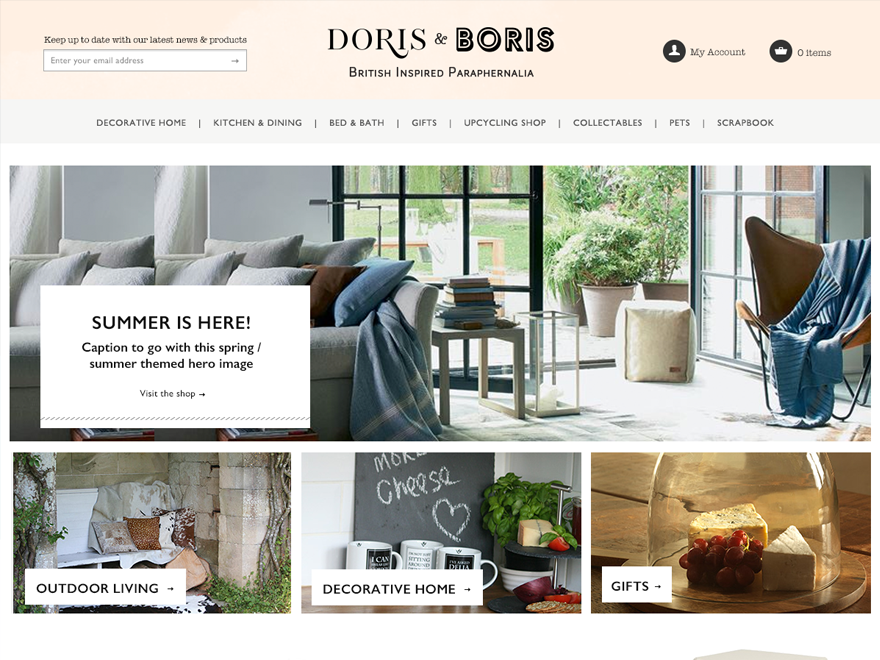 Keep up to date with our latest news & products
Enter your email address →
DORIS & BORIS
BRITISH INSPIRED PARAPHERNALIA
My Account
0 items
DECORATIVE HOME | KITCHEN & DINING | BED & BATH | GIFTS | UPCYCLING SHOP | COLLECTABLES | PETS | SCRAPBOOK
SUMMER IS HERE!
Caption to go with this spring /
summer themed hero image
Visit the shop →
OUTDOOR LIVING →
more
Cheese
I CAN
DECORATIVE HOME →
GIFTS →